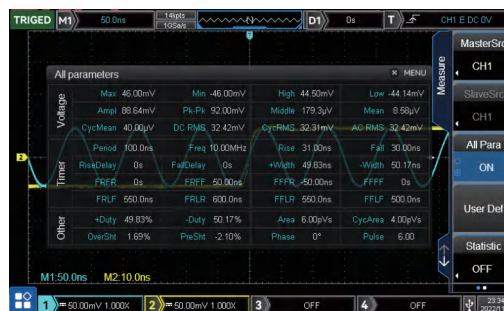 TRIGED M1 50.0ns 14kpts 1GSa/s D1 0s T CH1 E DC 0V
MasterSrc
CH1
Measure
SlaveSrc
CH1
All Para
ON
User Def
Statistic
OFF
All parameters × MENU
Voltage
Max 46.00mV Min -46.00mV High 44.50mV Low -44.14mV
Ampl 88.64mV Pk-Pk 92.00mV Middle 179.3μV Mean 8.58μV
CycMean 40.00μV DC RMS 32.42mV CycRMS 32.31mV AC RMS 32.42mV
Timer
Period 100.0ns Freq 10.00MHz Rise 31.00ns Fall 30.00ns
RiseDelay 0s FallDelay 0s +Width 49.83ns -Width 50.17ns
FRFR 0s FRFF 50.00ns FFFR -50.00ns FFFF 0s
FRLF 550.0ns FRLR 600.0ns FFLR 550.0ns FFLF 500.0ns
Other
+Duty 49.83% -Duty 50.17% Area 6.00pVs CycArea 4.00pVs
OverSht 1.69% PreSht -2.10% Phase 0° Pulse 6.00
2
M1:50.0ns M2:10.0ns
1 50.00mV 1.000X 2 50.00mV 1.000X 3 OFF 4 OFF